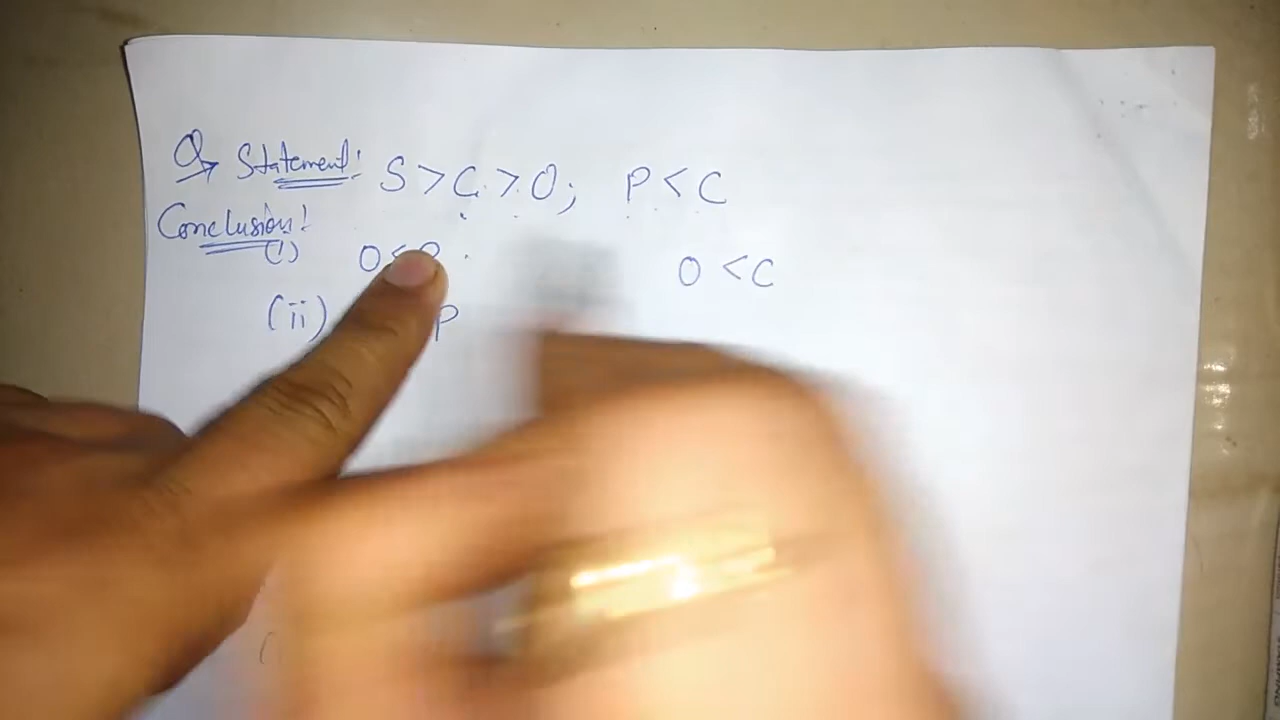 Q→ Statement: S > C > O; P < C
Conclusion:
(i) O < O < C
(ii) P